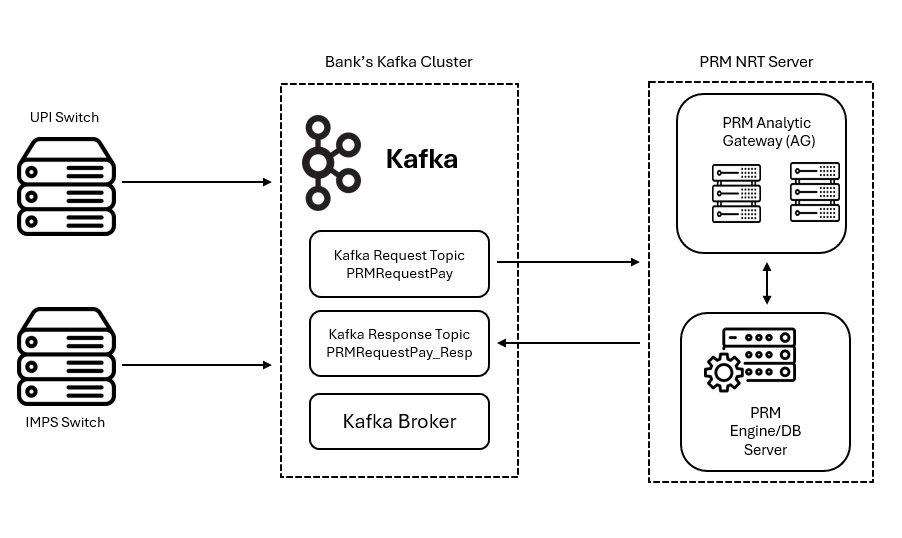 Bank’s Kafka Cluster
PRM NRT Server
UPI Switch
Kafka
PRM Analytic
Gateway (AG)
Kafka Request Topic
PRMRequestPay
Kafka Response Topic
PRMRequestPay_Resp
Kafka Broker
IMPS Switch
PRM
Engine/DB
Server